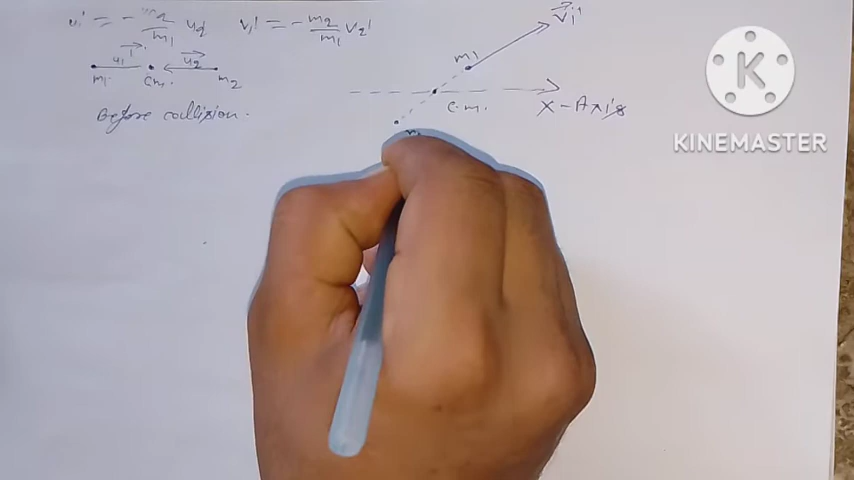 u₁' = - m₂/m₁ u₂' v₁' = - m₂/m₁ v₂'
u₁' u₂'
m₁ C.m. m₂
Before collision.
v₁'
m₁
C.m.
X-Axis
K
KINEMASTER